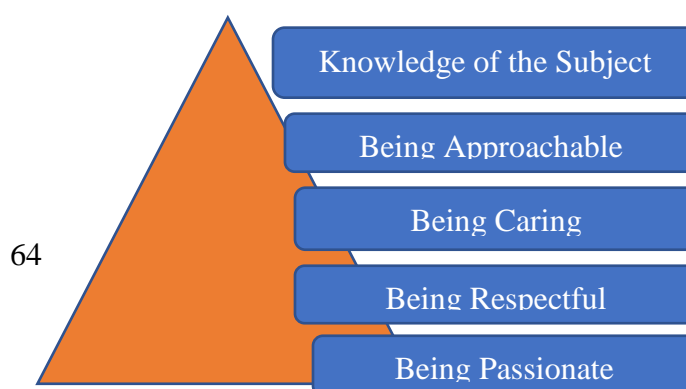 Knowledge of the Subject
Being Approachable
Being Caring
64
Being Respectful
Being Passionate